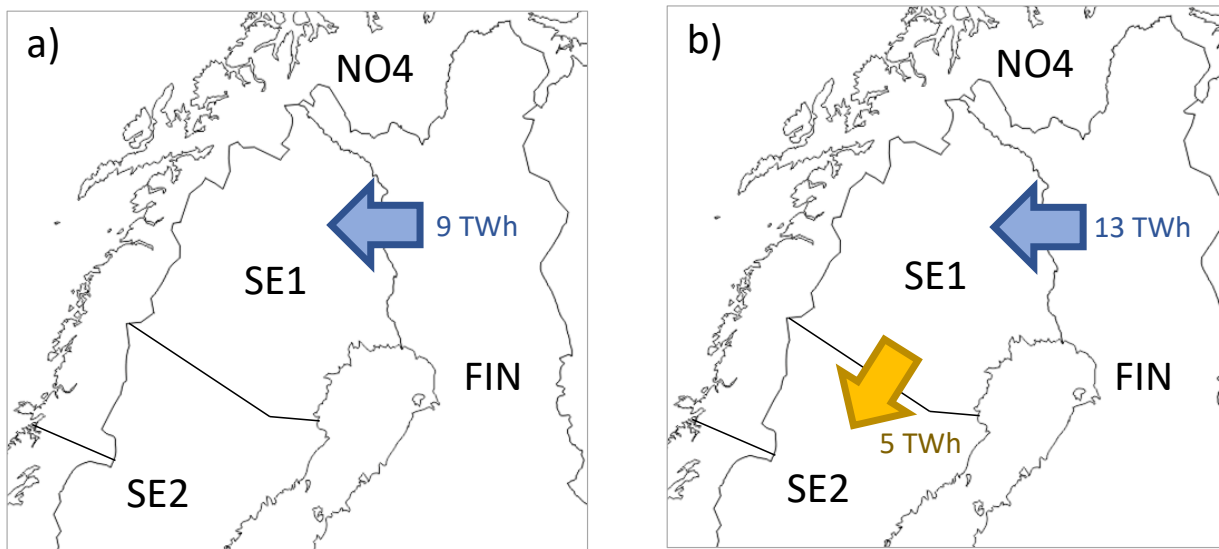 a)
NO4
9 TWh
SE1
FIN
SE2
b)
NO4
13 TWh
SE1
FIN
5 TWh
SE2